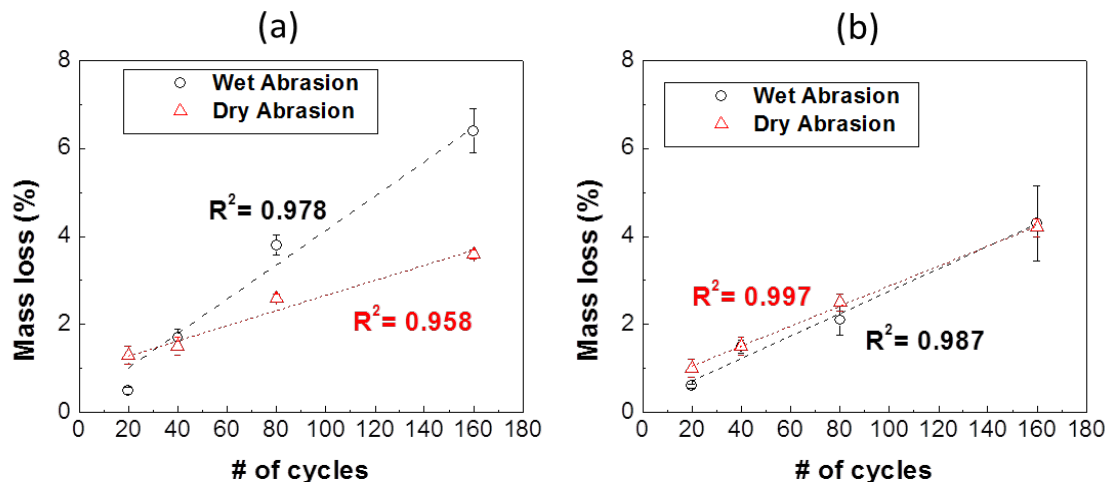 (a)
8
6
4
2
0
Mass loss (%)
Wet Abrasion
Dry Abrasion
R²= 0.978
R²= 0.958
0 20 40 60 80 100 120 140 160 180
# of cycles
(b)
8
6
4
2
0
Mass loss (%)
Wet Abrasion
Dry Abrasion
R²= 0.997
R²= 0.987
0 20 40 60 80 100 120 140 160 180
# of cycles